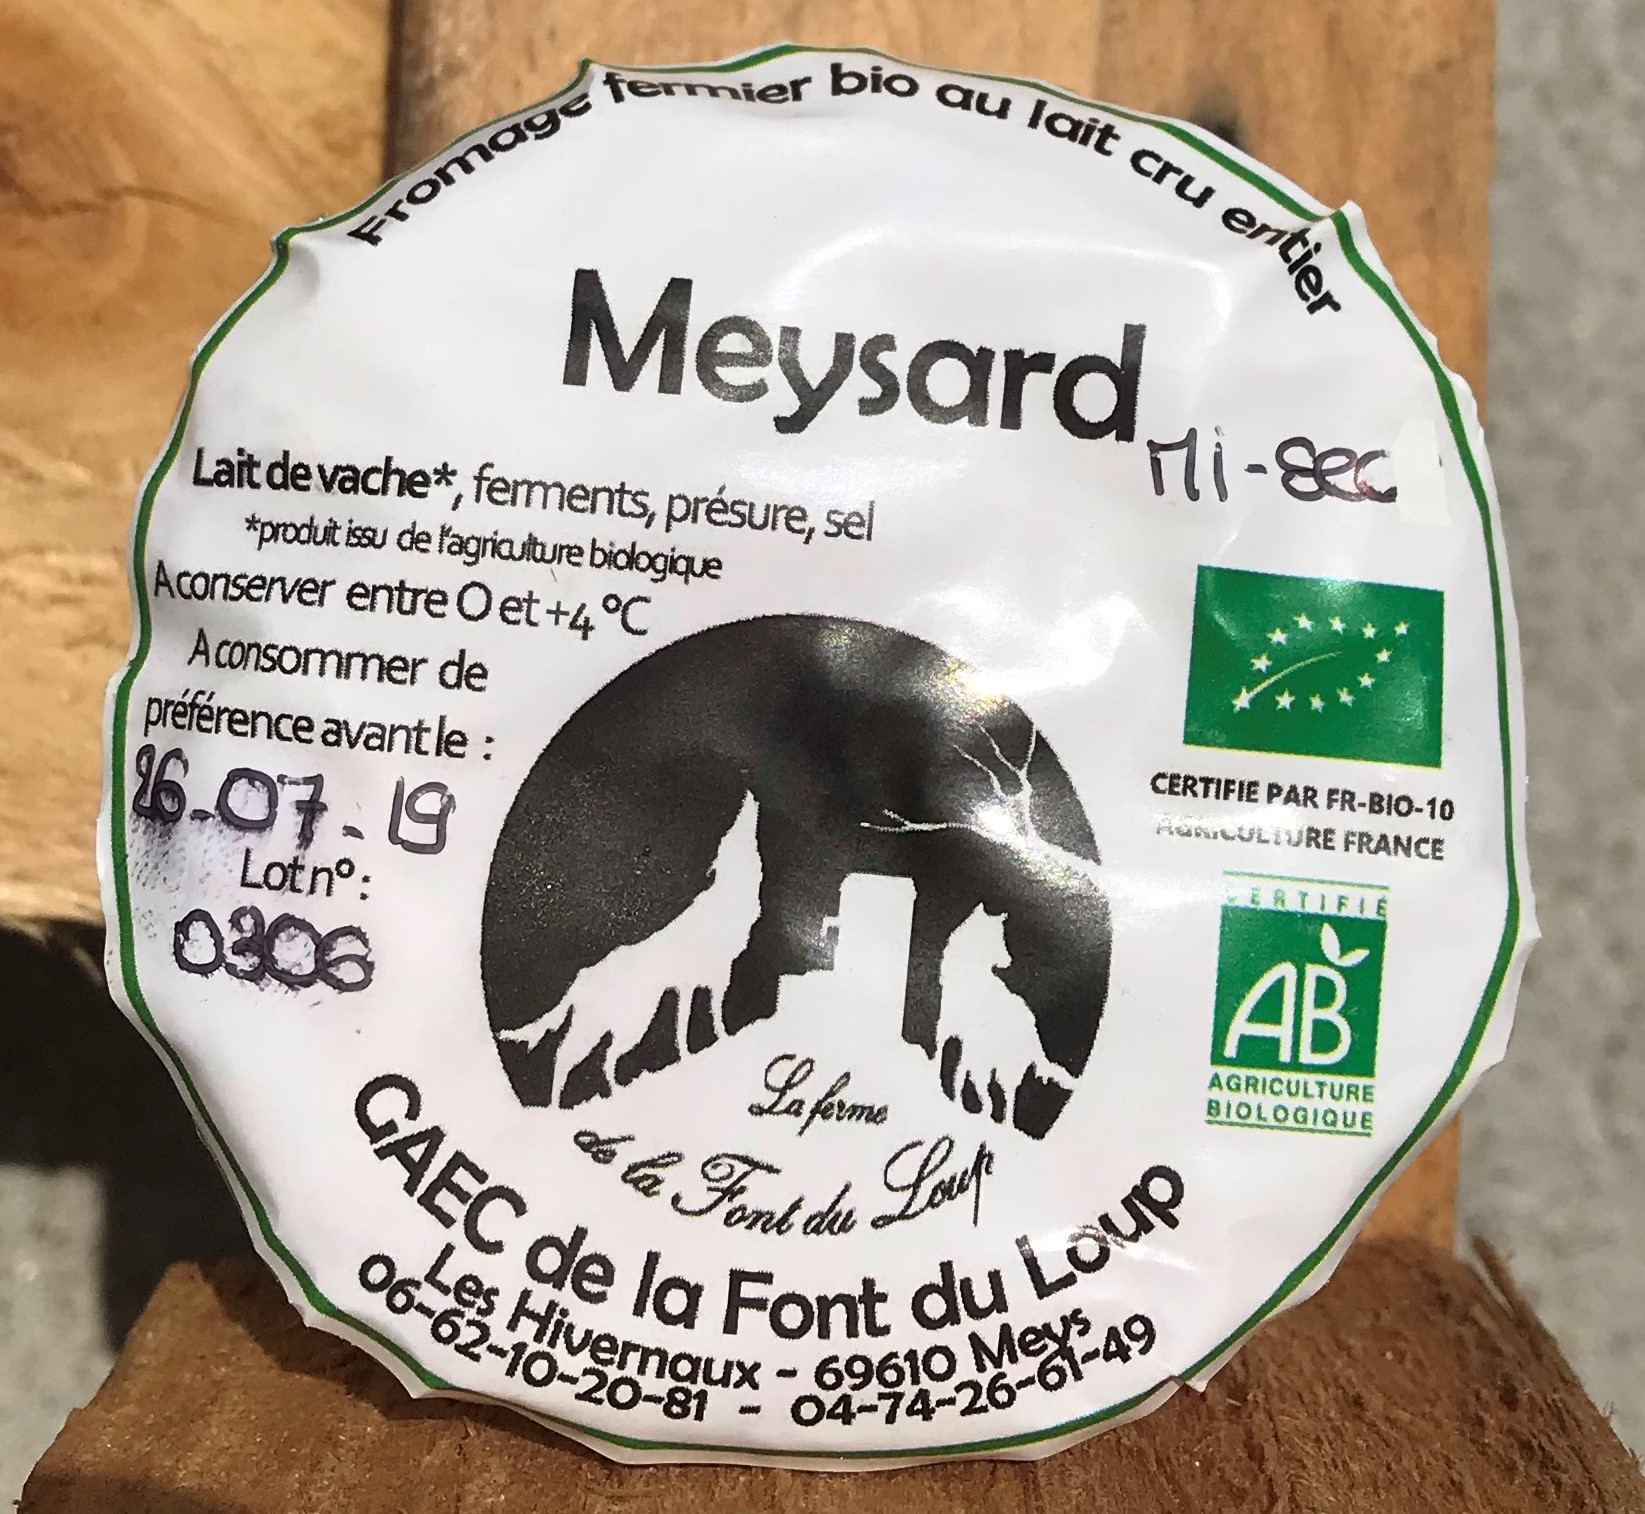 Fromage fermier bio au lait cru entier
Meysard
Mi-sec
Lait de vache*, ferments, présure, sel
*produit issu de l'agriculture biologique
A conserver entre 0 et +4 °C
A consommer de
préférence avant le :
26-07-19
Lot n° :
0306
CERTIFIE PAR FR-BIO-10
AGRICULTURE FRANCE
CERTIFIÉ
AB
AGRICULTURE
BIOLOGIQUE
La ferme
de la Font du Loup
GAEC de la Font du Loup
Les Hivernaux - 69610 Meys
06-62-10-20-81 - 04-74-26-61-49